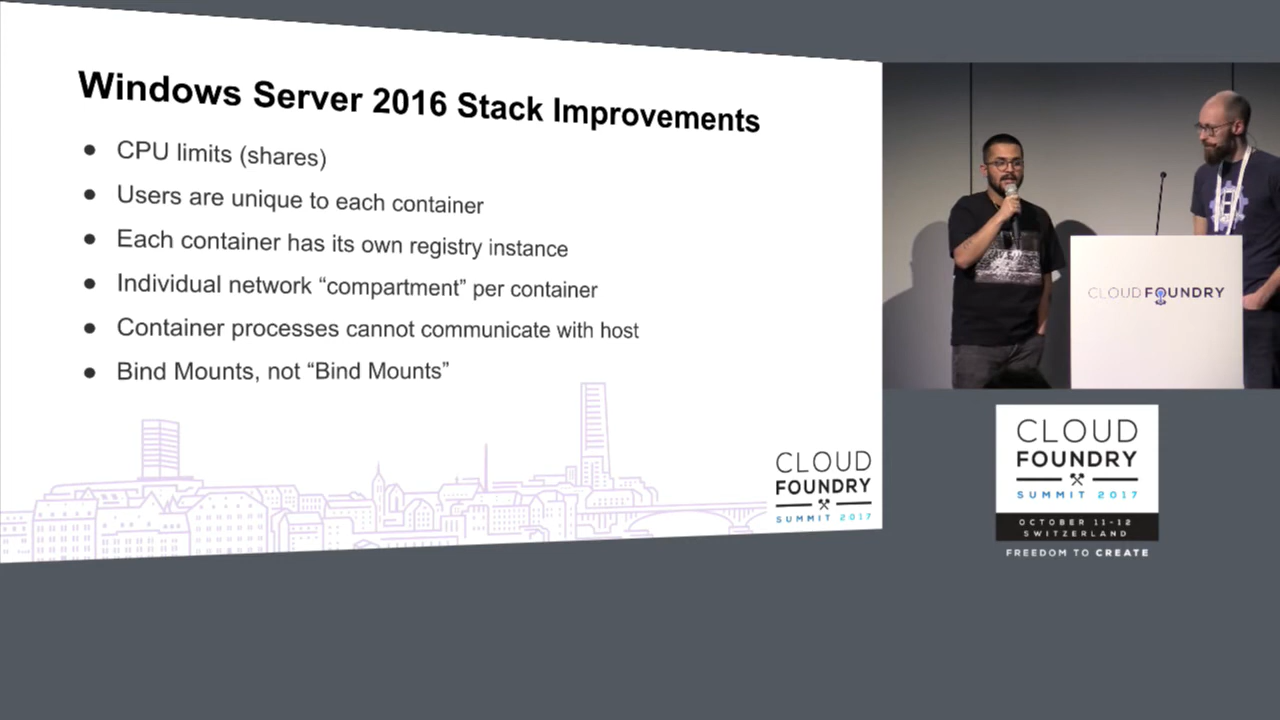 Windows Server 2016 Stack Improvements
● CPU limits (shares)
● Users are unique to each container
● Each container has its own registry instance
● Individual network “compartment” per container
● Container processes cannot communicate with host
● Bind Mounts, not “Bind Mounts”
CLOUD
FOUNDRY
SUMMIT 2017
CLOUD FOUNDRY
CLOUD
FOUNDRY
SUMMIT 2017
OCTOBER 11-12
SWITZERLAND
FREEDOM TO CREATE